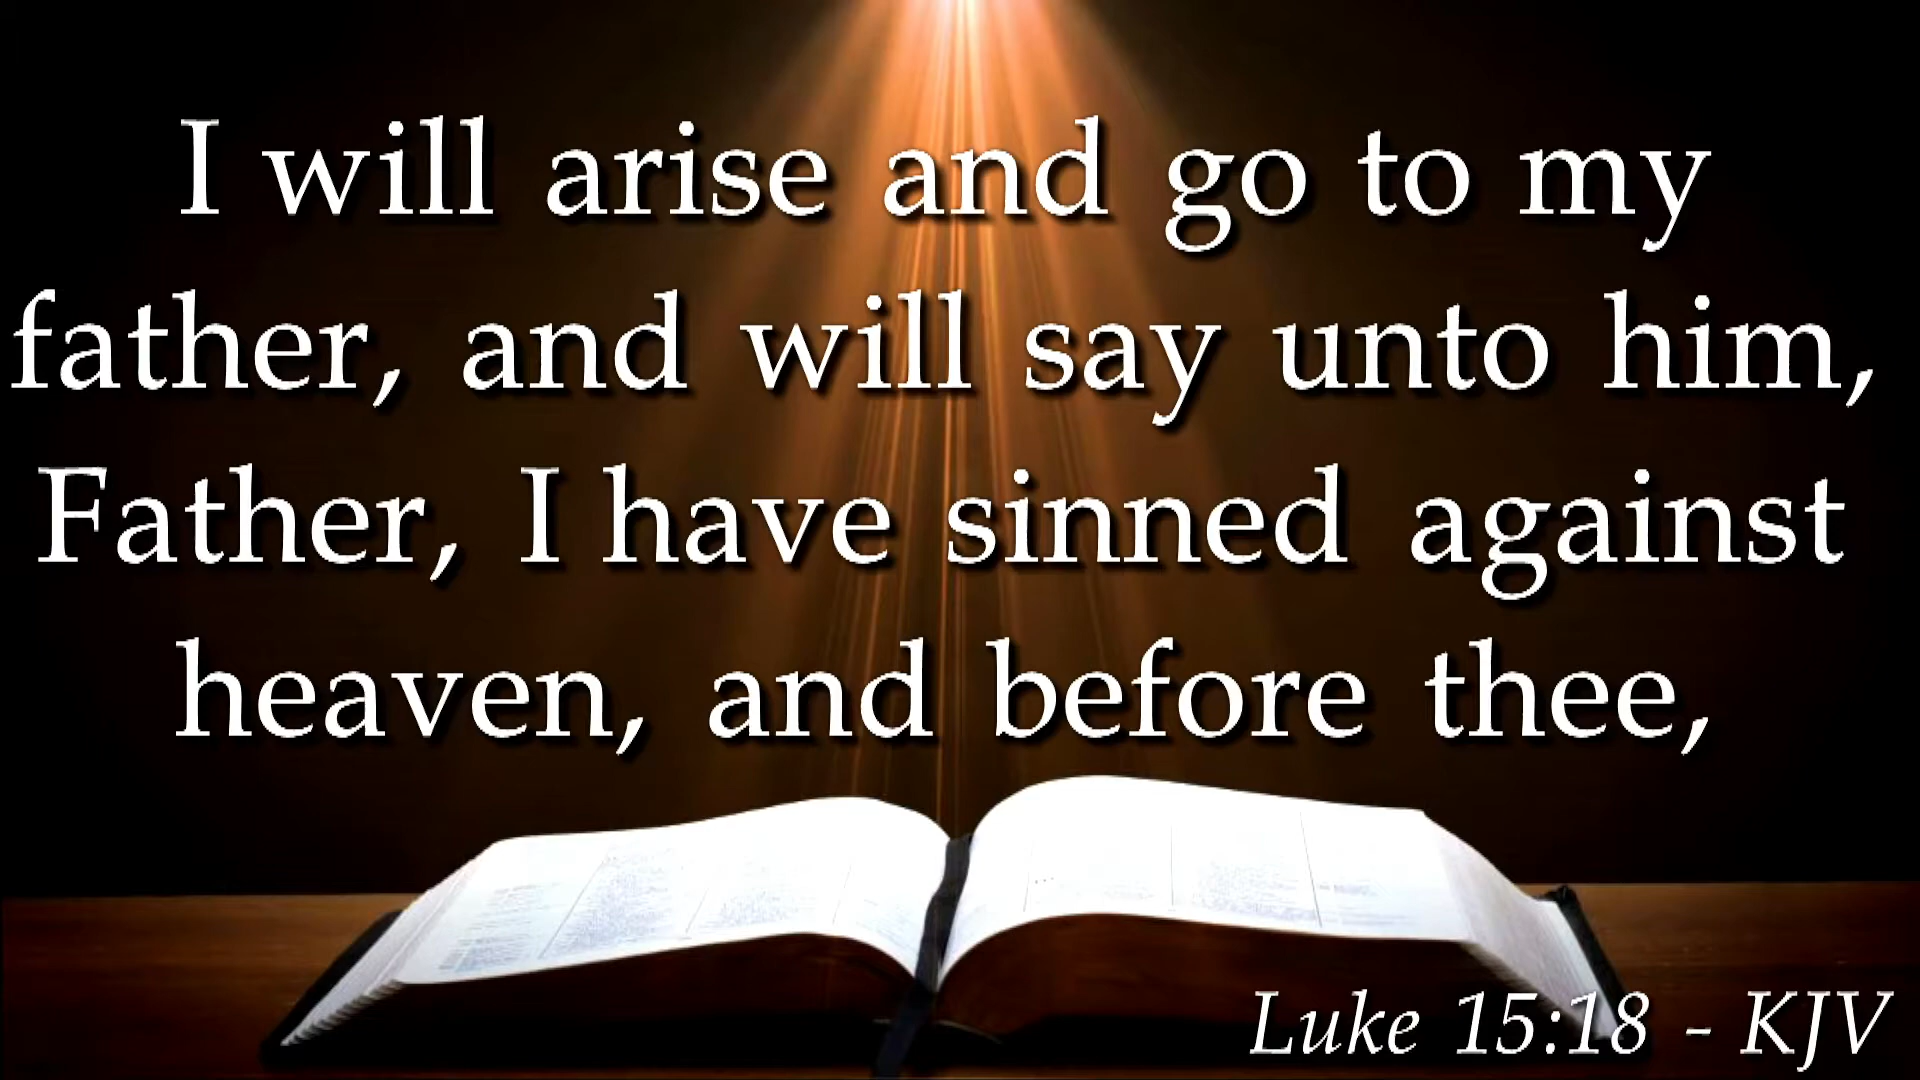 I will arise and go to my
father, and will say unto him,
Father, I have sinned against
heaven, and before thee,
Luke 15:18 - KJV